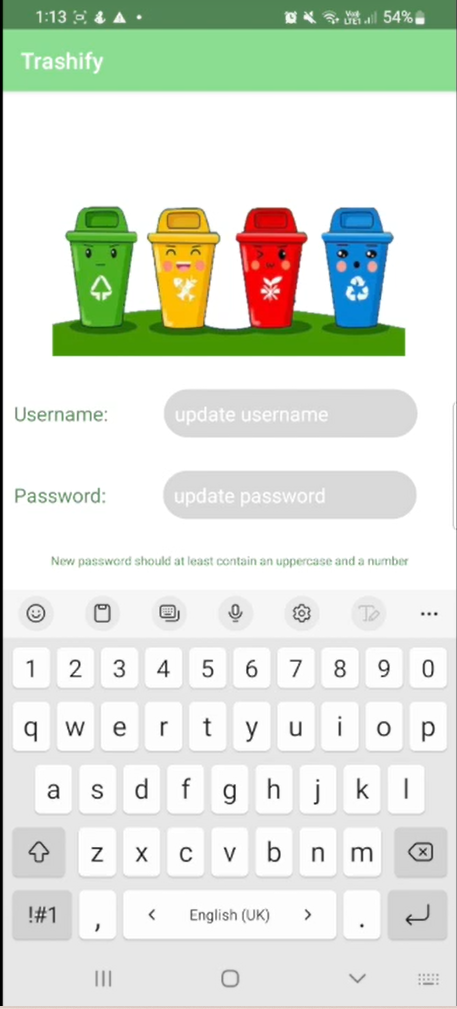 1:13 54%
Trashify
Username: update username
Password: update password
New password should at least contain an uppercase and a number
1 2 3 4 5 6 7 8 9 0
q w e r t y u i o p
a s d f g h j k l
z x c v b n m
!#1 , < English (UK) > .